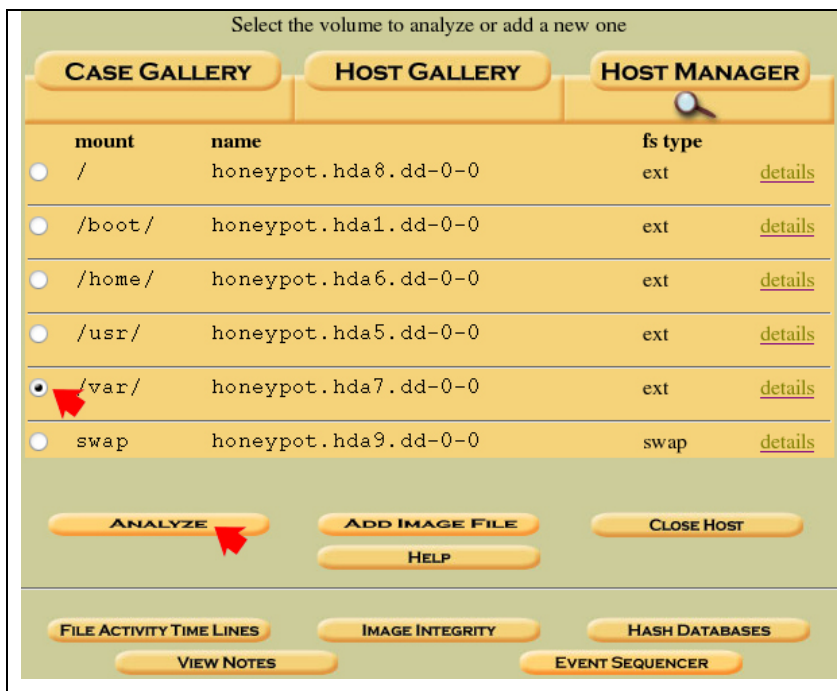 Select the volume to analyze or add a new one
CASE GALLERY HOST GALLERY HOST MANAGER
mount name fs type
/ honeypot.hda8.dd-0-0 ext details
/boot/ honeypot.hda1.dd-0-0 ext details
/home/ honeypot.hda6.dd-0-0 ext details
/usr/ honeypot.hda5.dd-0-0 ext details
/var/ honeypot.hda7.dd-0-0 ext details
swap honeypot.hda9.dd-0-0 swap details
ANALYZE ADD IMAGE FILE CLOSE HOST
HELP
FILE ACTIVITY TIME LINES IMAGE INTEGRITY HASH DATABASES
VIEW NOTES EVENT SEQUENCER